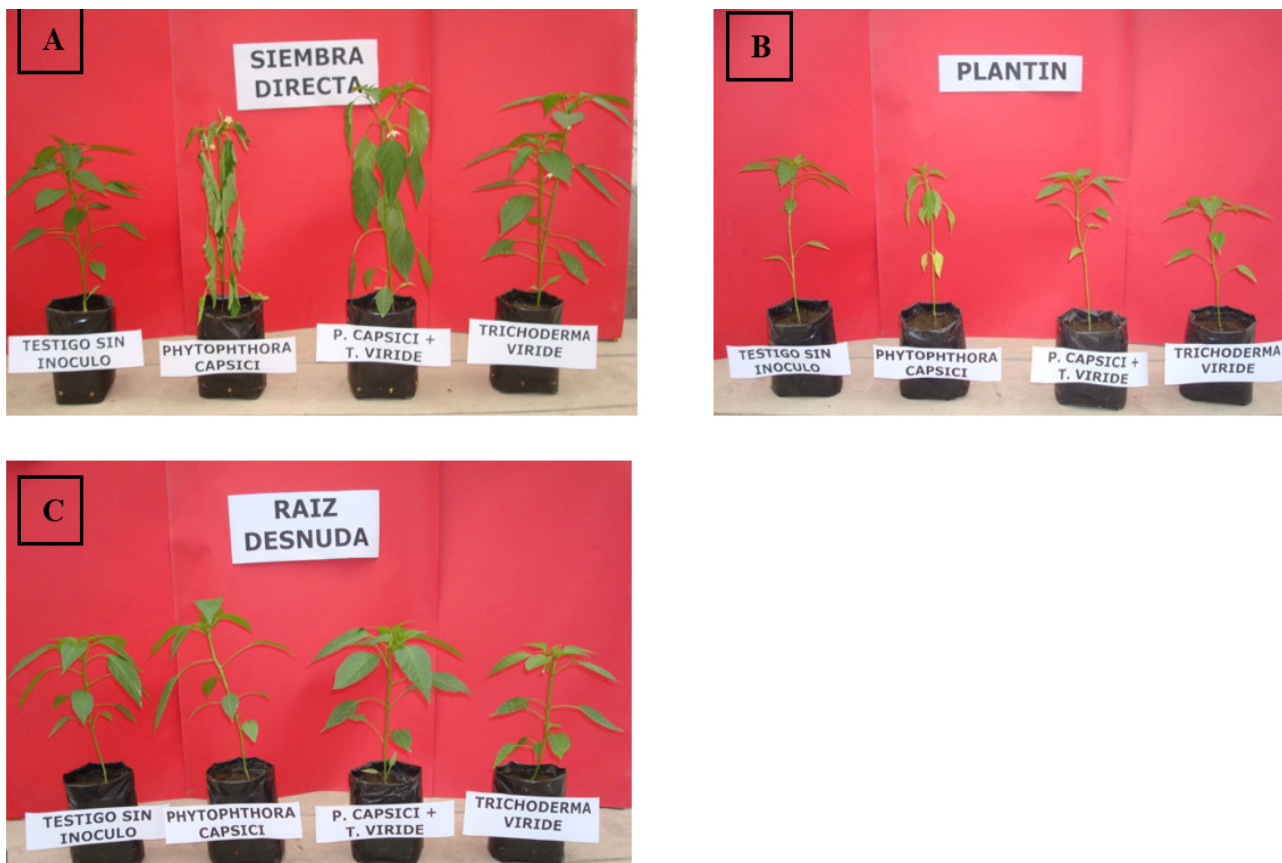 A
SIEMBRA
DIRECTA
TESTIGO SIN
INOCULO
PHYTOPHTHORA
CAPSICI
P. CAPSICI +
T. VIRIDE
TRICHODERMA
VIRIDE
B
PLANTIN
TESTIGO SIN
INOCULO
PHYTOPHTHORA
CAPSICI
P. CAPSICI +
T. VIRIDE
TRICHODERMA
VIRIDE
C
RAIZ
DESNUDA
TESTIGO SIN
INOCULO
PHYTOPHTHORA
CAPSICI
P. CAPSICI +
T. VIRIDE
TRICHODERMA
VIRIDE